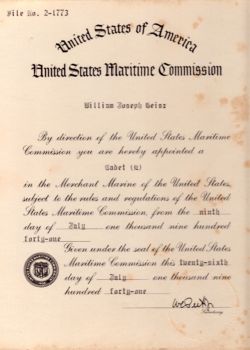 File No. 2-1773
United States of America
United States Maritime Commission
William Joseph Geisz
By direction of the United States Maritime
Commission you are hereby appointed a
Cadet (E)
in the Merchant Marine of the United States,
subject to the rules and regulations of the United
States Maritime Commission, from the ninth
day of July one thousand nine hundred
forty-one
Given under the seal of the United States
Maritime Commission this twenty-sixth
day of July one thousand nine
hundred forty-one
Secretary